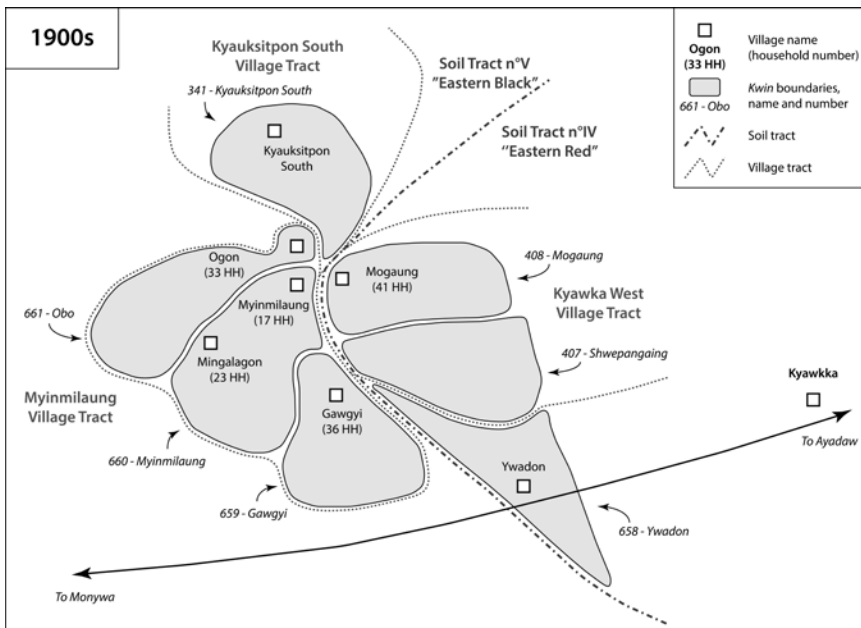 1900s
Kyauksitpon South
Village Tract
341 - Kyauksitpon South
Soil Tract n°V
"Eastern Black"
Soil Tract n°IV
''Eastern Red"
Ogon
(33 HH)
Village name
(household number)
661 - Obo
Kwin boundaries,
name and number
Soil tract
Village tract
Kyauksitpon
South
Ogon
(33 HH)
Myinmilaung
(17 HH)
Mogaung
(41 HH)
408 - Mogaung
Kyawka West
Village Tract
661 - Obo
Mingalagon
(23 HH)
407 - Shwepangaing
Myinmilaung
Village Tract
Gawgyi
(36 HH)
Kyawkka
To Ayadaw
660 - Myinmilaung
Ywadon
659 - Gawgyi
658 - Ywadon
To Monywa